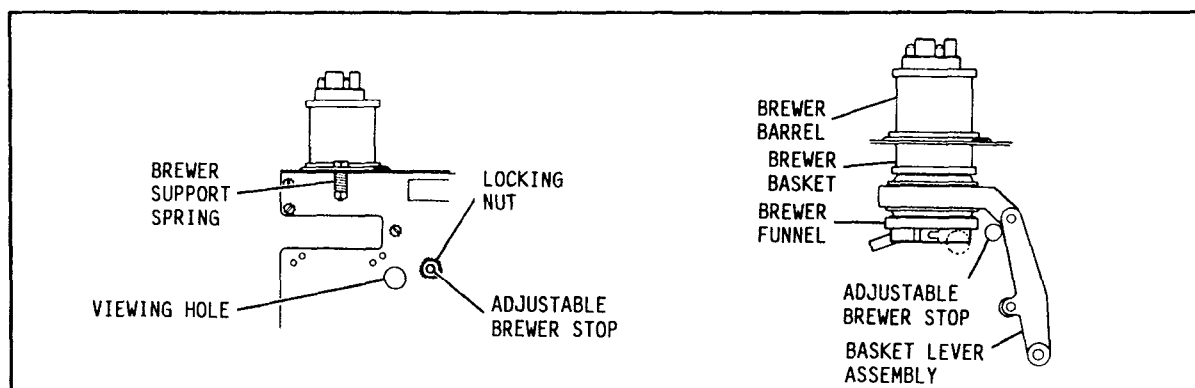 BREWER
SUPPORT
SPRING
LOCKING
NUT
VIEWING HOLE
ADJUSTABLE
BREWER STOP
BREWER
BARREL
BREWER
BASKET
BREWER
FUNNEL
ADJUSTABLE
BREWER STOP
BASKET LEVER
ASSEMBLY